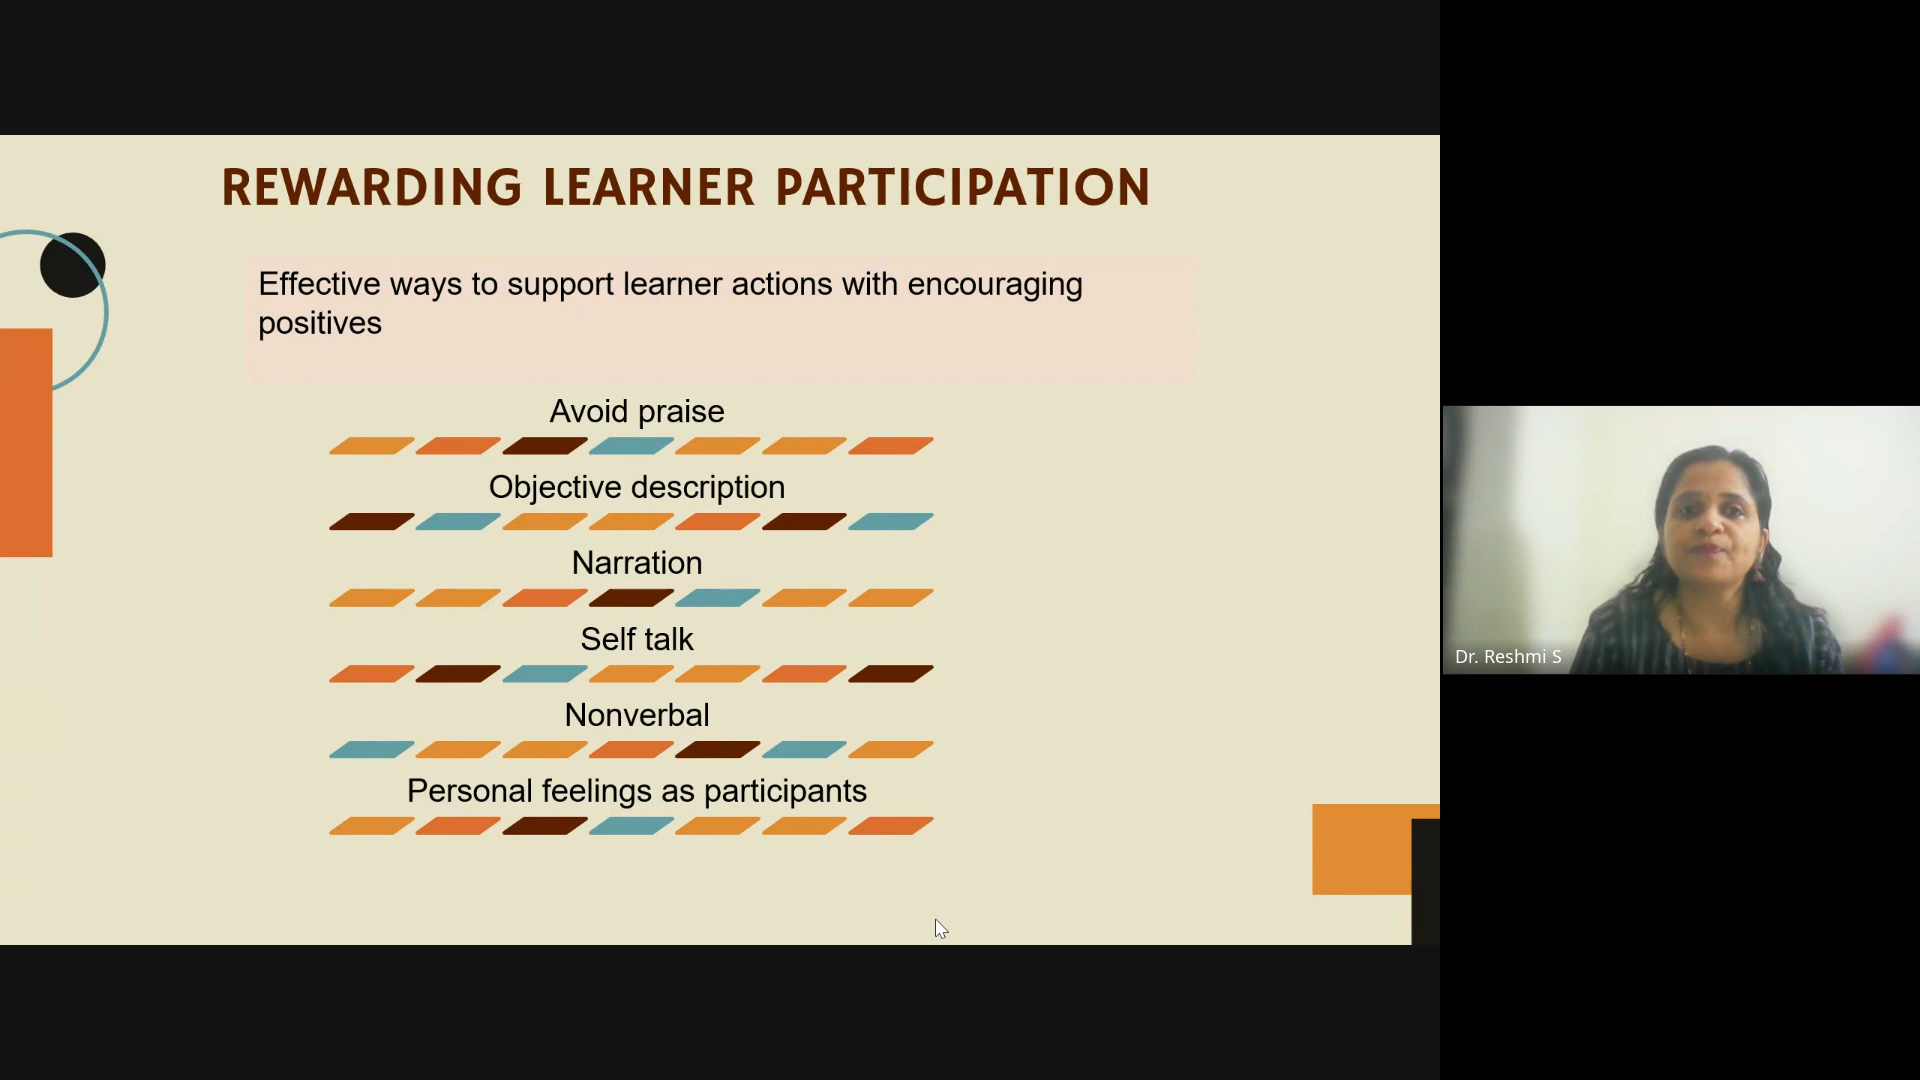 REWARDING LEARNER PARTICIPATION
Effective ways to support learner actions with encouraging
positives
Avoid praise
Objective description
Narration
Self talk
Nonverbal
Personal feelings as participants
Dr. Reshmi S